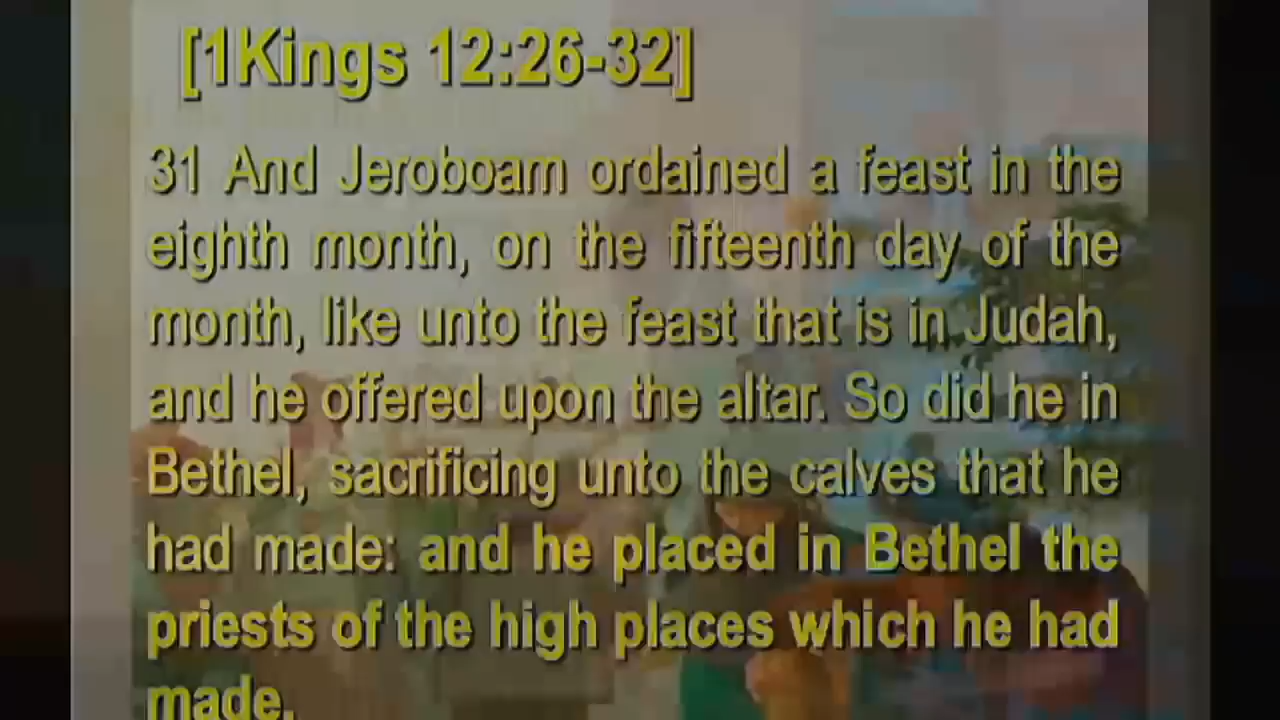 [1Kings 12:26-32]
31 And Jeroboam ordained a feast in the
eighth month, on the fifteenth day of the
month, like unto the feast that is in Judah,
and he offered upon the altar. So did he in
Bethel, sacrificing unto the calves that he
had made: and he placed in Bethel the
priests of the high places which he had
made.